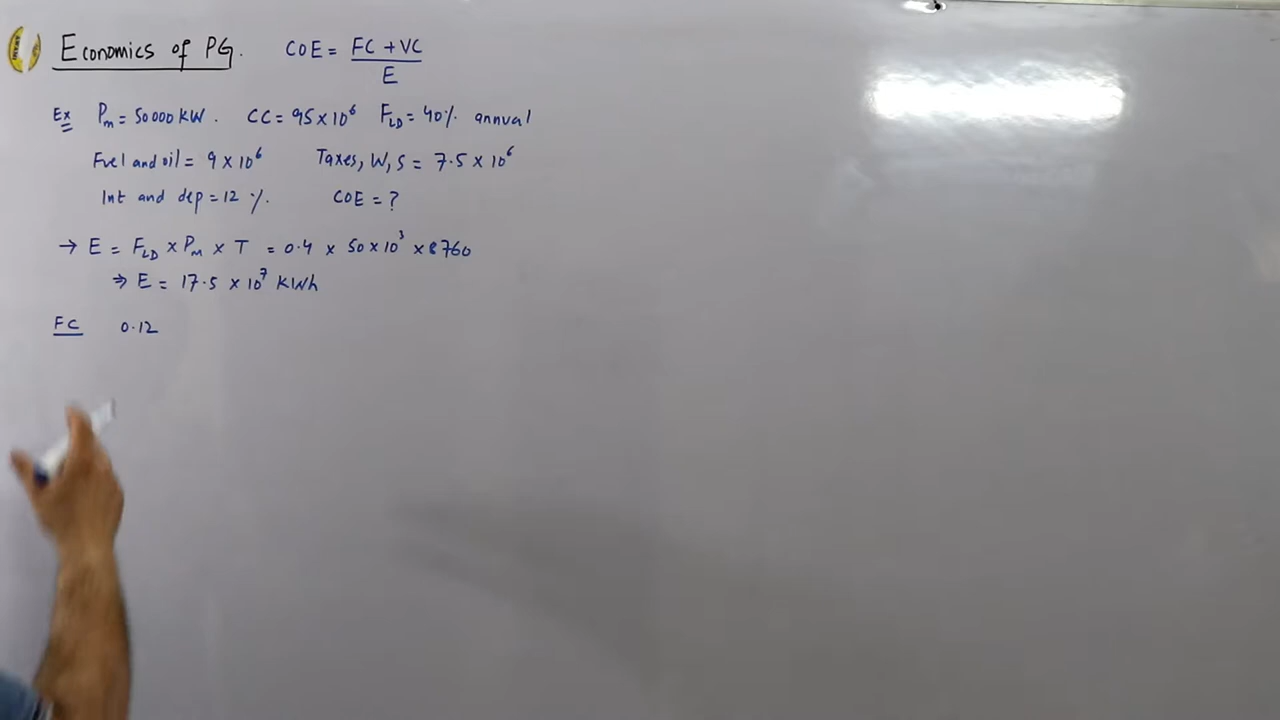 Economics of PG. COE = FC + VC / E
Ex Pm = 50000 KW. CC = 95 x 10^6 FLD = 40% annual
Fuel and oil = 9 x 10^6 Taxes, W, S = 7.5 x 10^6
Int and dep = 12 %. COE = ?
→ E = FLD x Pm x T = 0.4 x 50 x 10^3 x 8760
⇒ E = 17.5 x 10^7 KWh
FC 0.12